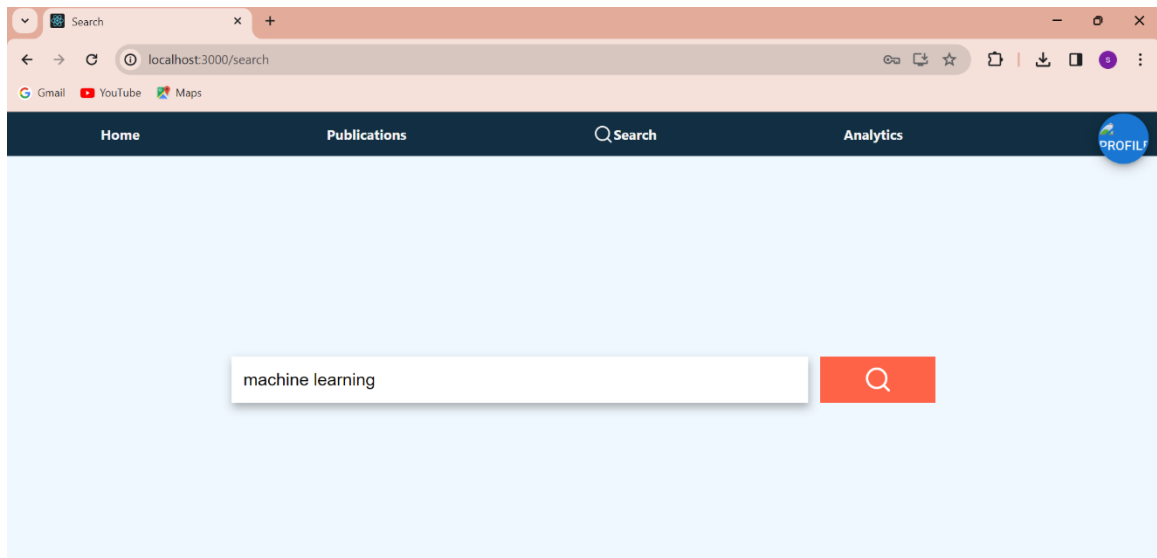 Search
localhost:3000/search
Gmail YouTube Maps
Home Publications Search Analytics PROFILE
machine learning
S